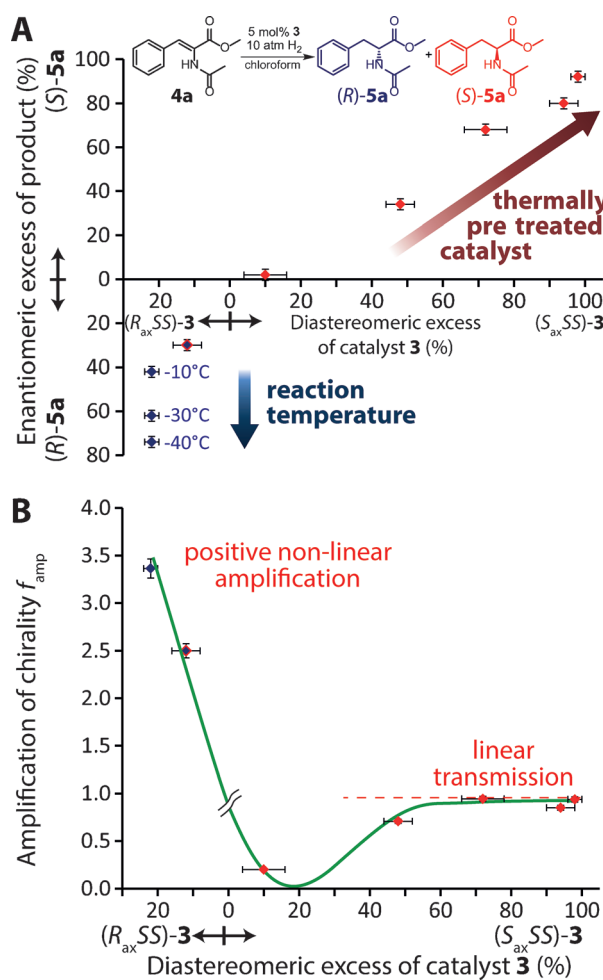 A
5 mol% 3
10 atm H2
chloroform
OMe
O
HN
O
4a
O
O
HN
O
(R)-5a
+
O
O
HN
O
(S)-5a
Enantiomeric excess of product (%)
(S)-5a
(R)-5a
100
80
60
40
20
0
20
40
60
80
thermally
pre treated
catalyst
(RaxSS)-3
20
0
20
40
60
80
100
Diastereomeric excess
of catalyst 3 (%)
(SaxSS)-3
-10°C
-30°C
-40°C
reaction
temperature
B
Amplification of chirality famp
4.0
3.5
3.0
2.5
2.0
1.5
1.0
0.5
0.0
positive non-linear
amplification
linear
transmission
20
0
20
40
60
80
100
(RaxSS)-3
(SaxSS)-3
Diastereomeric excess of catalyst 3 (%)